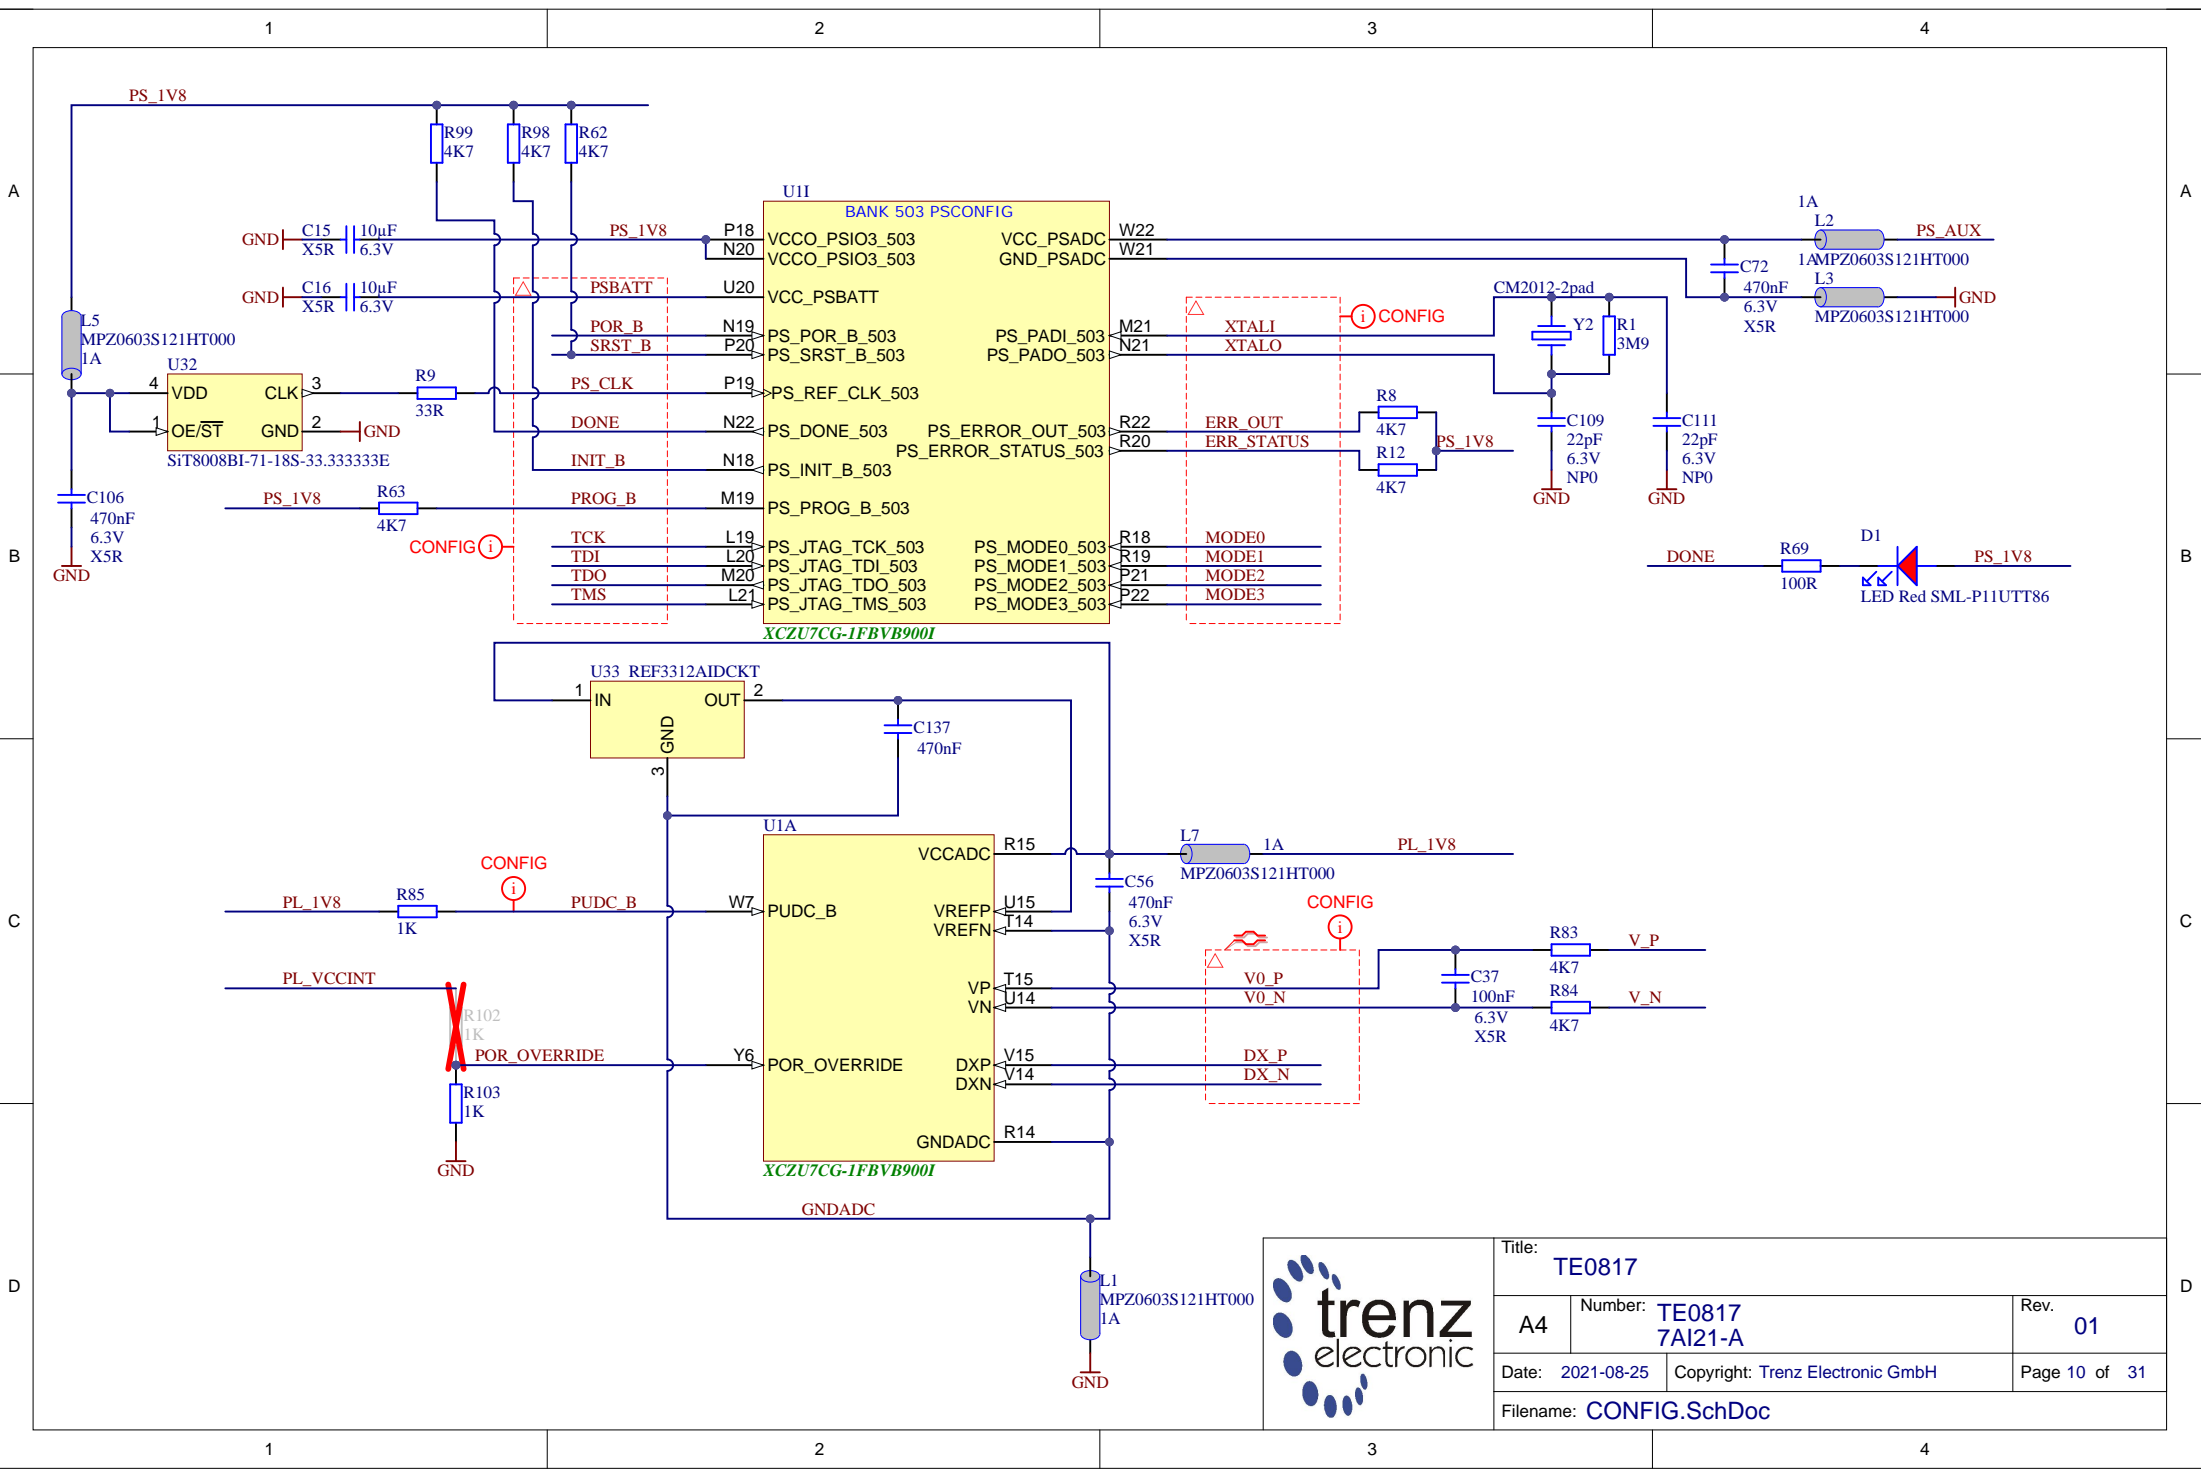 1 2 3 4
A A
B B
C C
D D
1 2 3 4
PS_1V8
R99
4K7
R98
4K7
R62
4K7
GND
C15
X5R
10µF
6.3V
PS_1V8
GND
C16
X5R
10µF
6.3V
PSBATT
POR_B
SRST_B
L5
MPZ0603S121HT000
1A
U32
4 VDD
CLK 3
1 OE/ST
GND 2
GND
SiT8008BI-71-18S-33.333333E
R9
33R
PS_CLK
DONE
INIT_B
C106
470nF
6.3V
X5R
GND
PS_1V8
R63
4K7
PROG_B
CONFIG i
TCK
TDI
TDO
TMS
U1I
BANK 503 PSCONFIG
P18 VCCO_PSIO3_503
N20 VCCO_PSIO3_503
U20 VCC_PSBATT
N19 PS_POR_B_503
P20 PS_SRST_B_503
P19 PS_REF_CLK_503
N22 PS_DONE_503
N18 PS_INIT_B_503
M19 PS_PROG_B_503
L19 PS_JTAG_TCK_503
L20 PS_JTAG_TDI_503
M20 PS_JTAG_TDO_503
L21 PS_JTAG_TMS_503
VCC_PSADC W22
GND_PSADC W21
PS_PADI_503 M21
PS_PADO_503 N21
PS_ERROR_OUT_503 R22
PS_ERROR_STATUS_503 R20
PS_MODE0_503 R18
PS_MODE1_503 R19
PS_MODE2_503 P21
PS_MODE3_503 P22
XCZU7CG-1FBVB900I
XTALI
XTALO
i CONFIG
ERR_OUT
ERR_STATUS
MODE0
MODE1
MODE2
MODE3
R8
4K7
R12
4K7
PS_1V8
CM2012-2pad
Y2
R1
3M9
C109
22pF
6.3V
NP0
GND
C111
22pF
6.3V
NP0
GND
1A
L2
MPZ0603S121HT000
PS_AUX
C72
470nF
6.3V
X5R
1A
L3
MPZ0603S121HT000
GND
DONE
R69
100R
D1
LED Red SML-P11UTT86
PS_1V8
U33 REF3312AIDCKT
1 IN
OUT 2
GND
3
C137
470nF
U1A
W7 PUDC_B
Y6 POR_OVERRIDE
VCCADC R15
VREFP U15
VREFN T14
VP T15
VN U14
DXP V15
DXN V14
GNDADC R14
XCZU7CG-1FBVB900I
CONFIG
i
PL_1V8
R85
1K
PUDC_B
PL_VCCINT
R102
1K
POR_OVERRIDE
R103
1K
GND
L7
1A
MPZ0603S121HT000
PL_1V8
C56
470nF
6.3V
X5R
CONFIG
i
V0_P
V0_N
DX_P
DX_N
C37
100nF
6.3V
X5R
R83
4K7
V_P
R84
4K7
V_N
GNDADC
L1
MPZ0603S121HT000
1A
GND
trenz
electronic
Title:
TE0817
A4
Number: TE0817
7AI21-A
Rev.
01
Date: 2021-08-25
Copyright: Trenz Electronic GmbH
Page 10 of 31
Filename: CONFIG.SchDoc